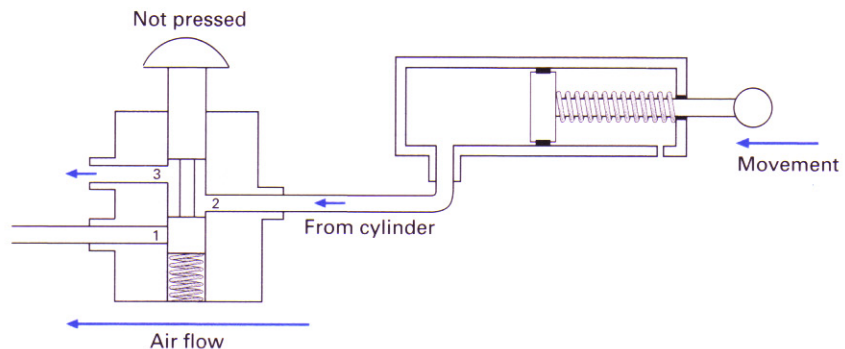 Not pressed
3
2
Movement
From cylinder
1
Air flow